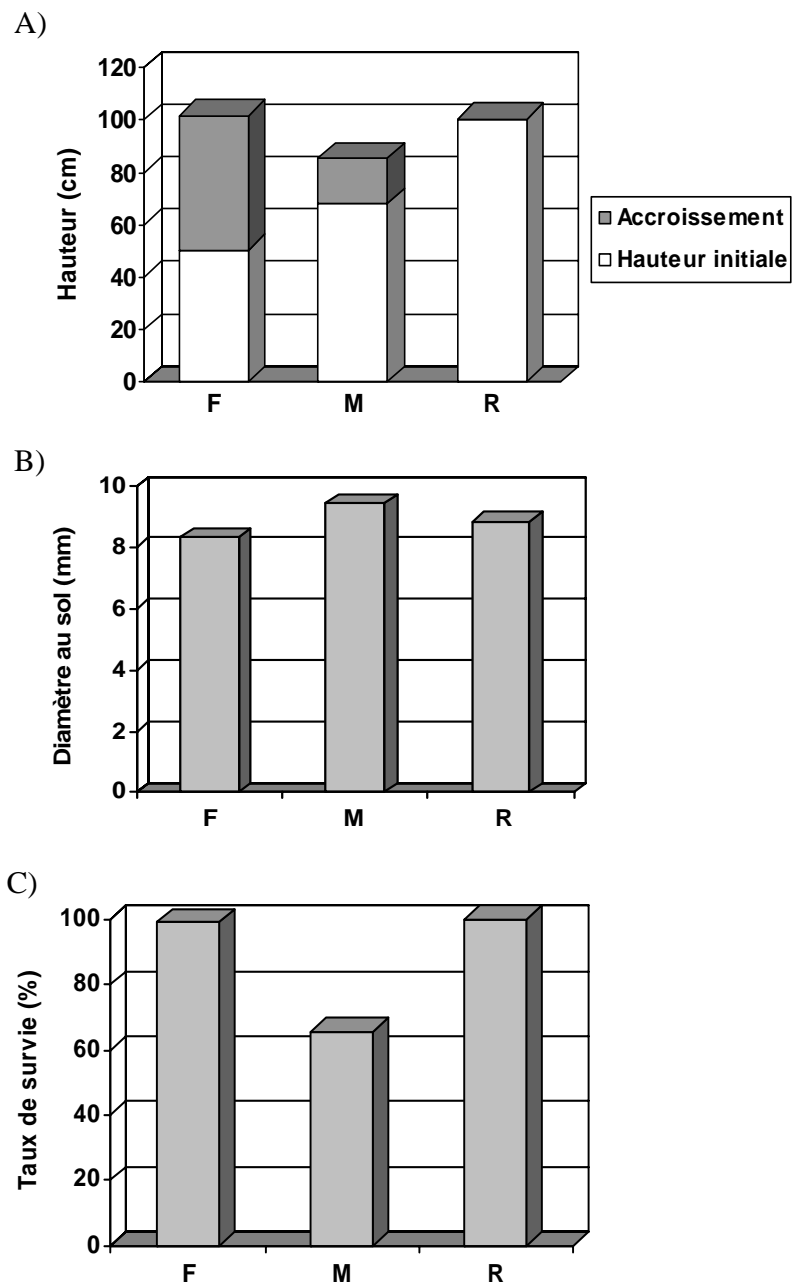 A)
Hauteur (cm)
120
100
80
60
40
20
0
F M R
Accroissement
Hauteur initiale
B)
Diamètre au sol (mm)
10
8
6
4
2
0
F M R
C)
Taux de survie (%)
100
80
60
40
20
0
F M R